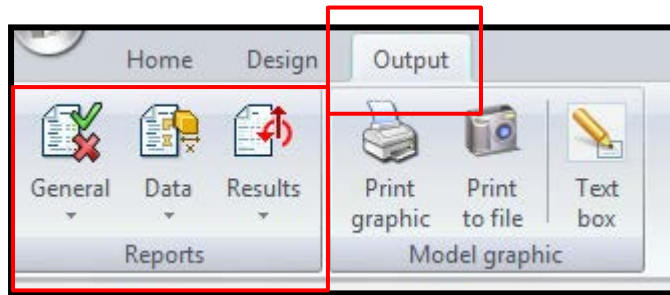 Home Design Output
General Data Results Print graphic Print to file Text box
Reports Model graphic